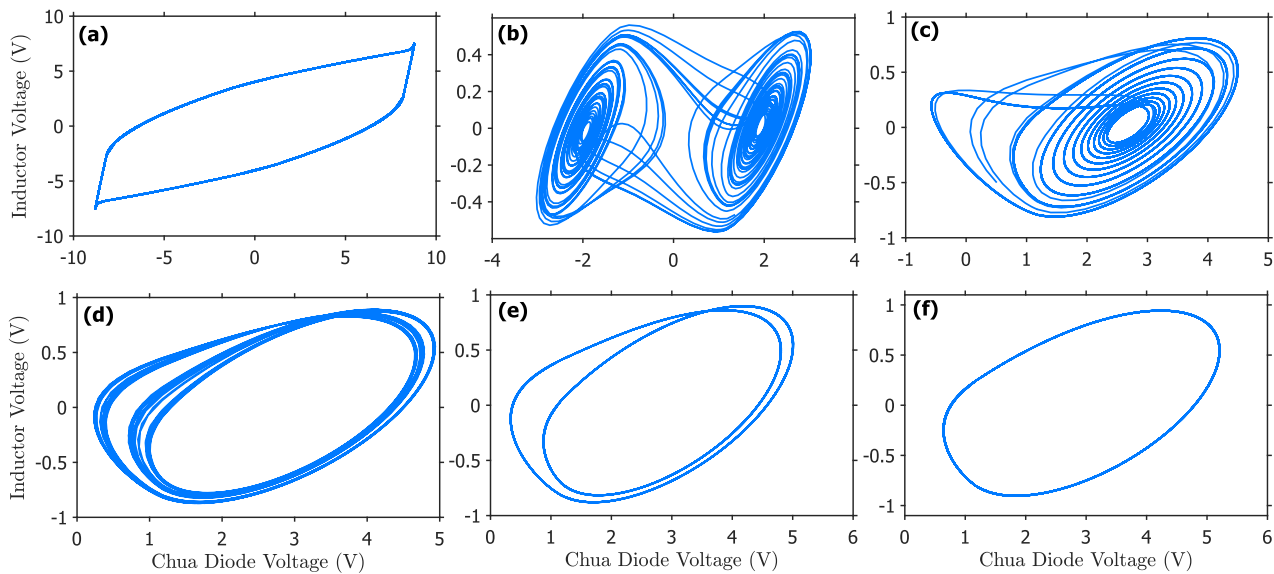 (a)
10
5
0
-5
-10
-10 -5 0 5 10
Inductor Voltage (V)
(b)
0.4
0.2
0
-0.2
-0.4
-4 -2 0 2 4
(c)
1
0.5
0
-0.5
-1
-1 0 1 2 3 4 5
(d)
1
0.5
0
-0.5
-1
0 1 2 3 4 5
Inductor Voltage (V)
Chua Diode Voltage (V)
(e)
1
0.5
0
-0.5
-1
0 1 2 3 4 5 6
Chua Diode Voltage (V)
(f)
1
0.5
0
-0.5
-1
0 1 2 3 4 5 6
Chua Diode Voltage (V)